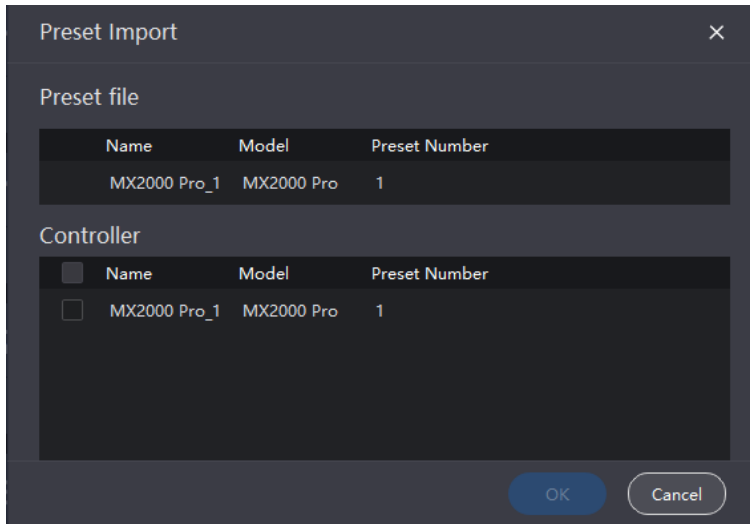 Preset Import
Preset file
Name Model Preset Number
MX2000 Pro_1 MX2000 Pro 1
Controller
Name Model Preset Number
MX2000 Pro_1 MX2000 Pro 1
OK Cancel